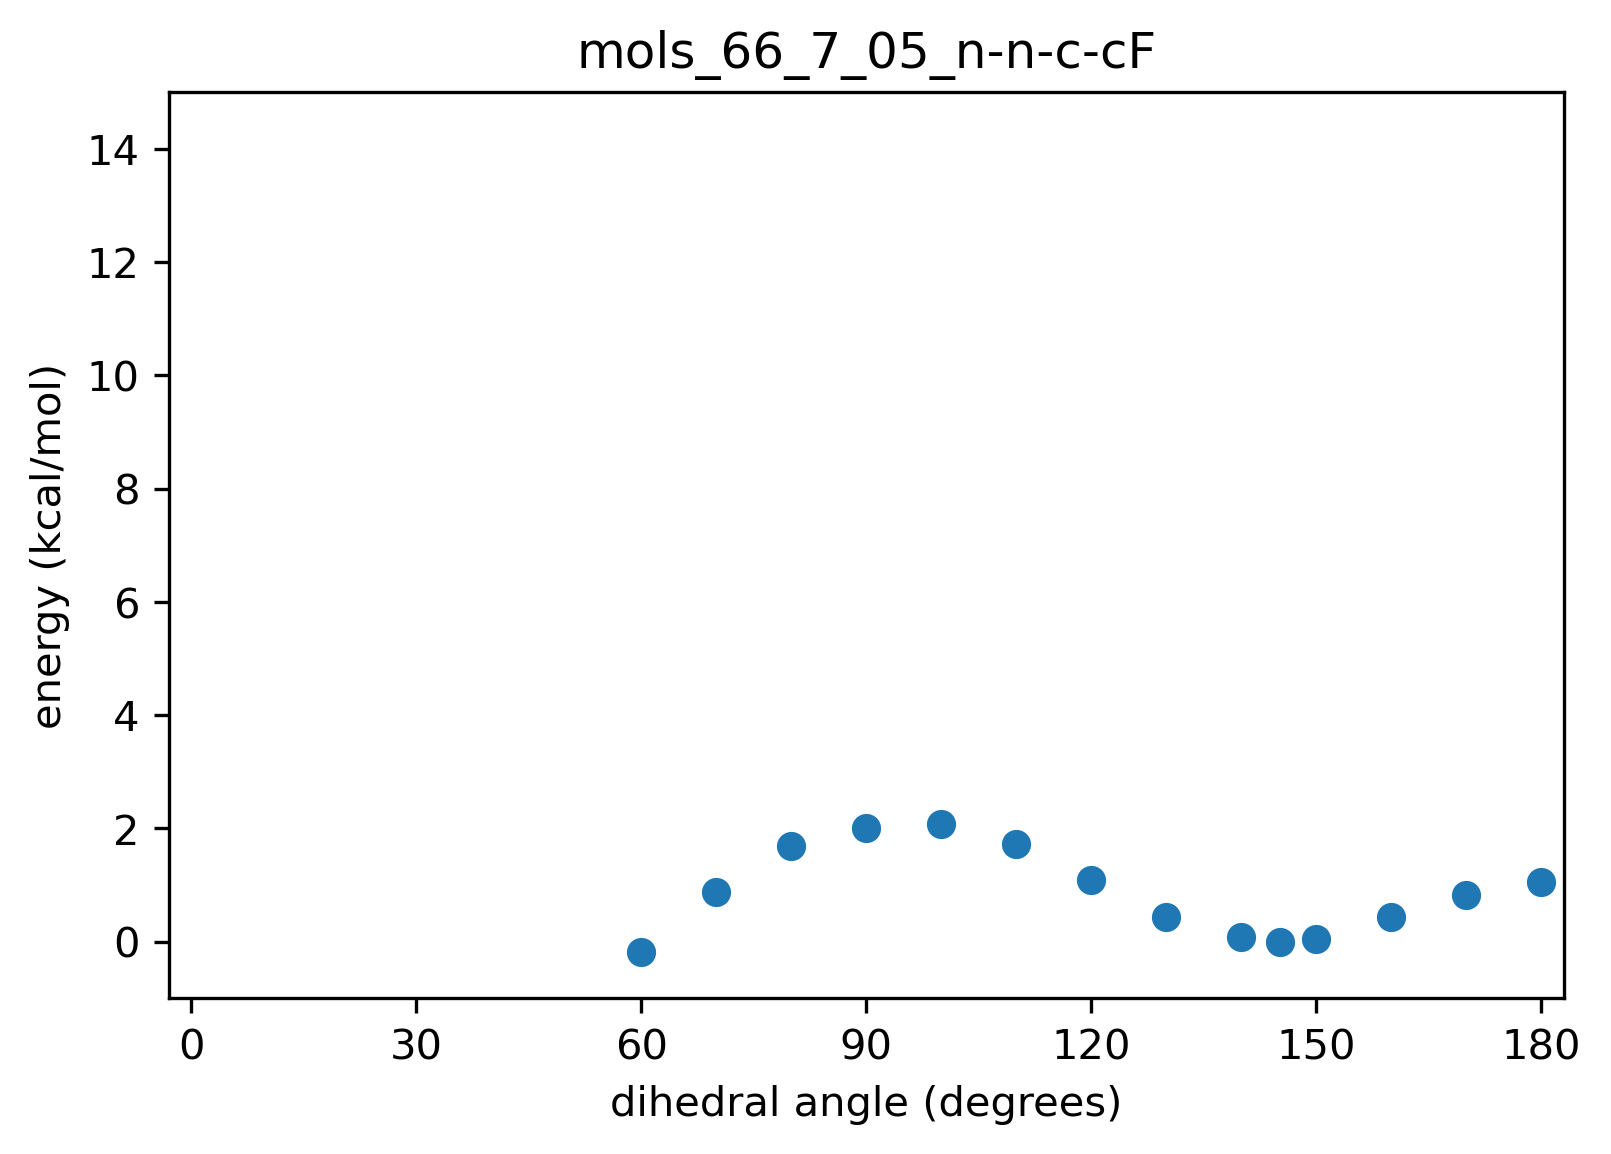 mols_66_7_05_n-n-c-cF
14
12
10
8
6
4
2
0
energy (kcal/mol)
0 30 60 90 120 150 180
dihedral angle (degrees)